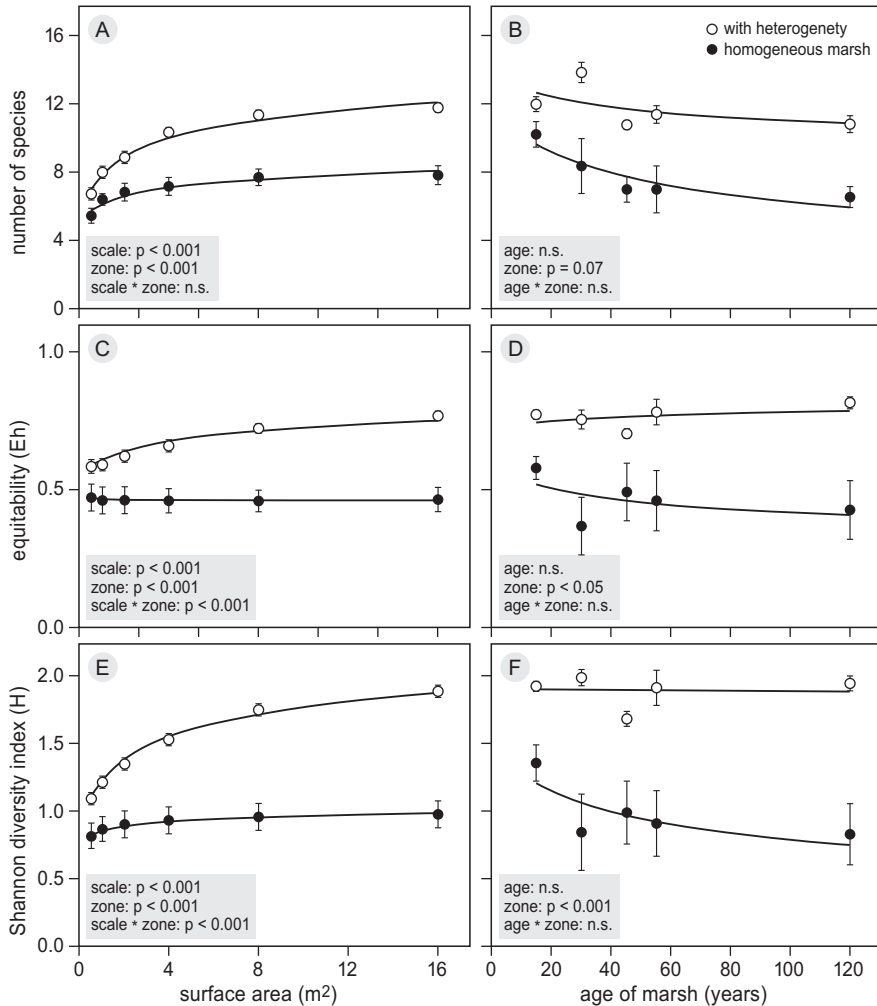 A
B
with heterogenety
homogeneous marsh
16
12
8
4
0
number of species
scale: p < 0.001
zone: p < 0.001
scale * zone: n.s.
age: n.s.
zone: p = 0.07
age * zone: n.s.
C
D
1.0
0.5
0.0
equitability (Eh)
scale: p < 0.001
zone: p < 0.001
scale * zone: p < 0.001
age: n.s.
zone: p < 0.05
age * zone: n.s.
E
F
2.0
1.5
1.0
0.5
0.0
Shannon diversity index (H)
scale: p < 0.001
zone: p < 0.001
scale * zone: p < 0.001
age: n.s.
zone: p < 0.001
age * zone: n.s.
0 4 8 12 16
surface area (m2)
0 20 40 60 80 100 120
age of marsh (years)